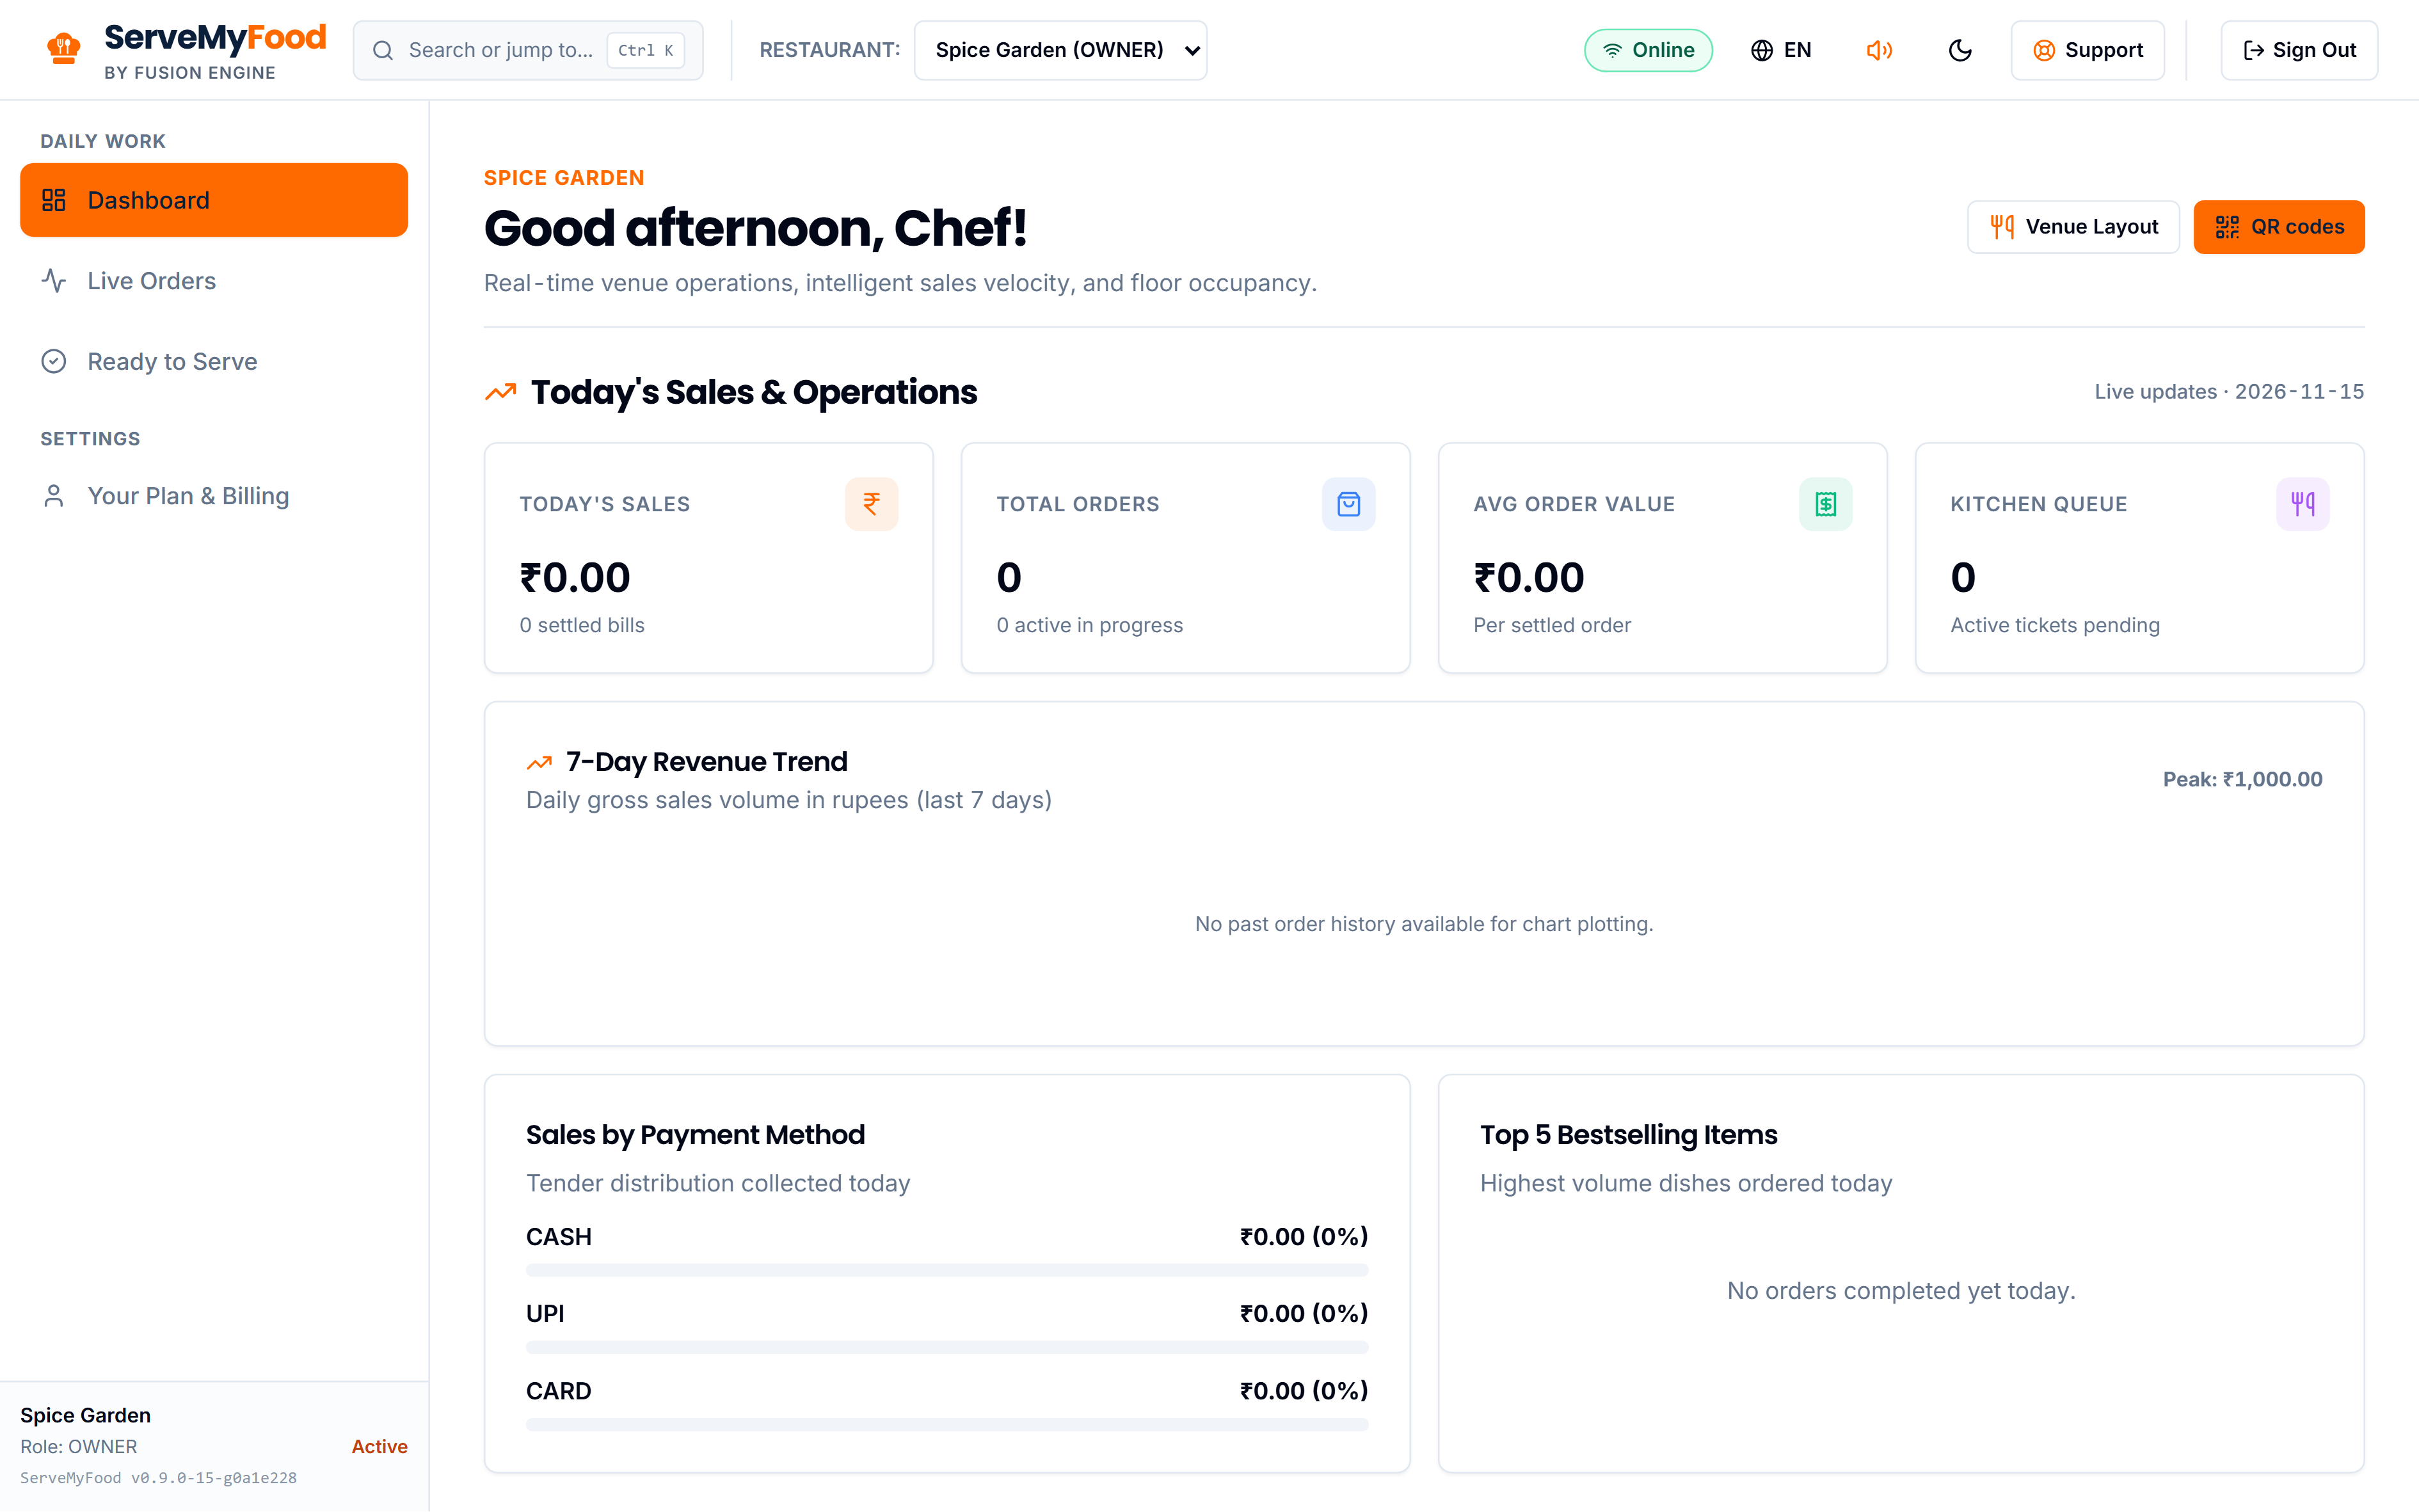 ServeMyFood
BY FUSION ENGINE
Search or jump to... Ctrl K
RESTAURANT: Spice Garden (OWNER)
Online
EN
Support
Sign Out
DAILY WORK
Dashboard
Live Orders
Ready to Serve
SETTINGS
Your Plan & Billing
SPICE GARDEN
Good afternoon, Chef!
Real-time venue operations, intelligent sales velocity, and floor occupancy.
Venue Layout
QR codes
Today's Sales & Operations
Live updates · 2026-11-15
TODAY'S SALES
₹0.00
0 settled bills
TOTAL ORDERS
0
0 active in progress
AVG ORDER VALUE
₹0.00
Per settled order
KITCHEN QUEUE
0
Active tickets pending
7-Day Revenue Trend
Daily gross sales volume in rupees (last 7 days)
Peak: ₹1,000.00
No past order history available for chart plotting.
Sales by Payment Method
Tender distribution collected today
CASH ₹0.00 (0%)
UPI ₹0.00 (0%)
CARD ₹0.00 (0%)
Top 5 Bestselling Items
Highest volume dishes ordered today
No orders completed yet today.
Spice Garden
Role: OWNER Active
ServeMyFood v0.9.0-15-g0a1e228